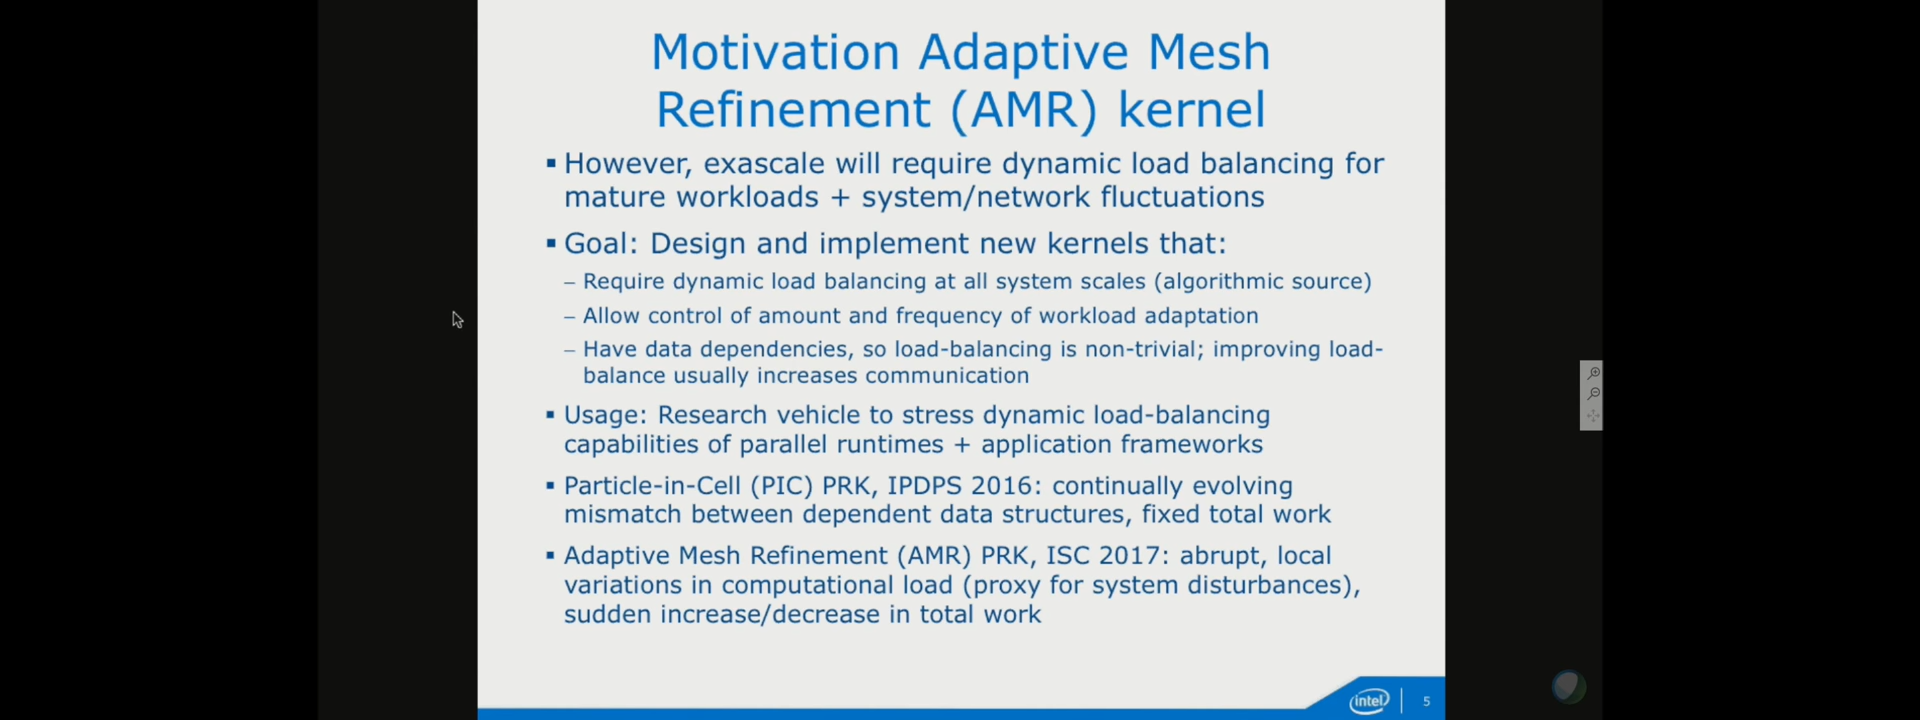 Motivation Adaptive Mesh
Refinement (AMR) kernel
▪ However, exascale will require dynamic load balancing for
mature workloads + system/network fluctuations
▪ Goal: Design and implement new kernels that:
– Require dynamic load balancing at all system scales (algorithmic source)
– Allow control of amount and frequency of workload adaptation
– Have data dependencies, so load-balancing is non-trivial; improving load-
balance usually increases communication
▪ Usage: Research vehicle to stress dynamic load-balancing
capabilities of parallel runtimes + application frameworks
▪ Particle-in-Cell (PIC) PRK, IPDPS 2016: continually evolving
mismatch between dependent data structures, fixed total work
▪ Adaptive Mesh Refinement (AMR) PRK, ISC 2017: abrupt, local
variations in computational load (proxy for system disturbances),
sudden increase/decrease in total work
intel 5